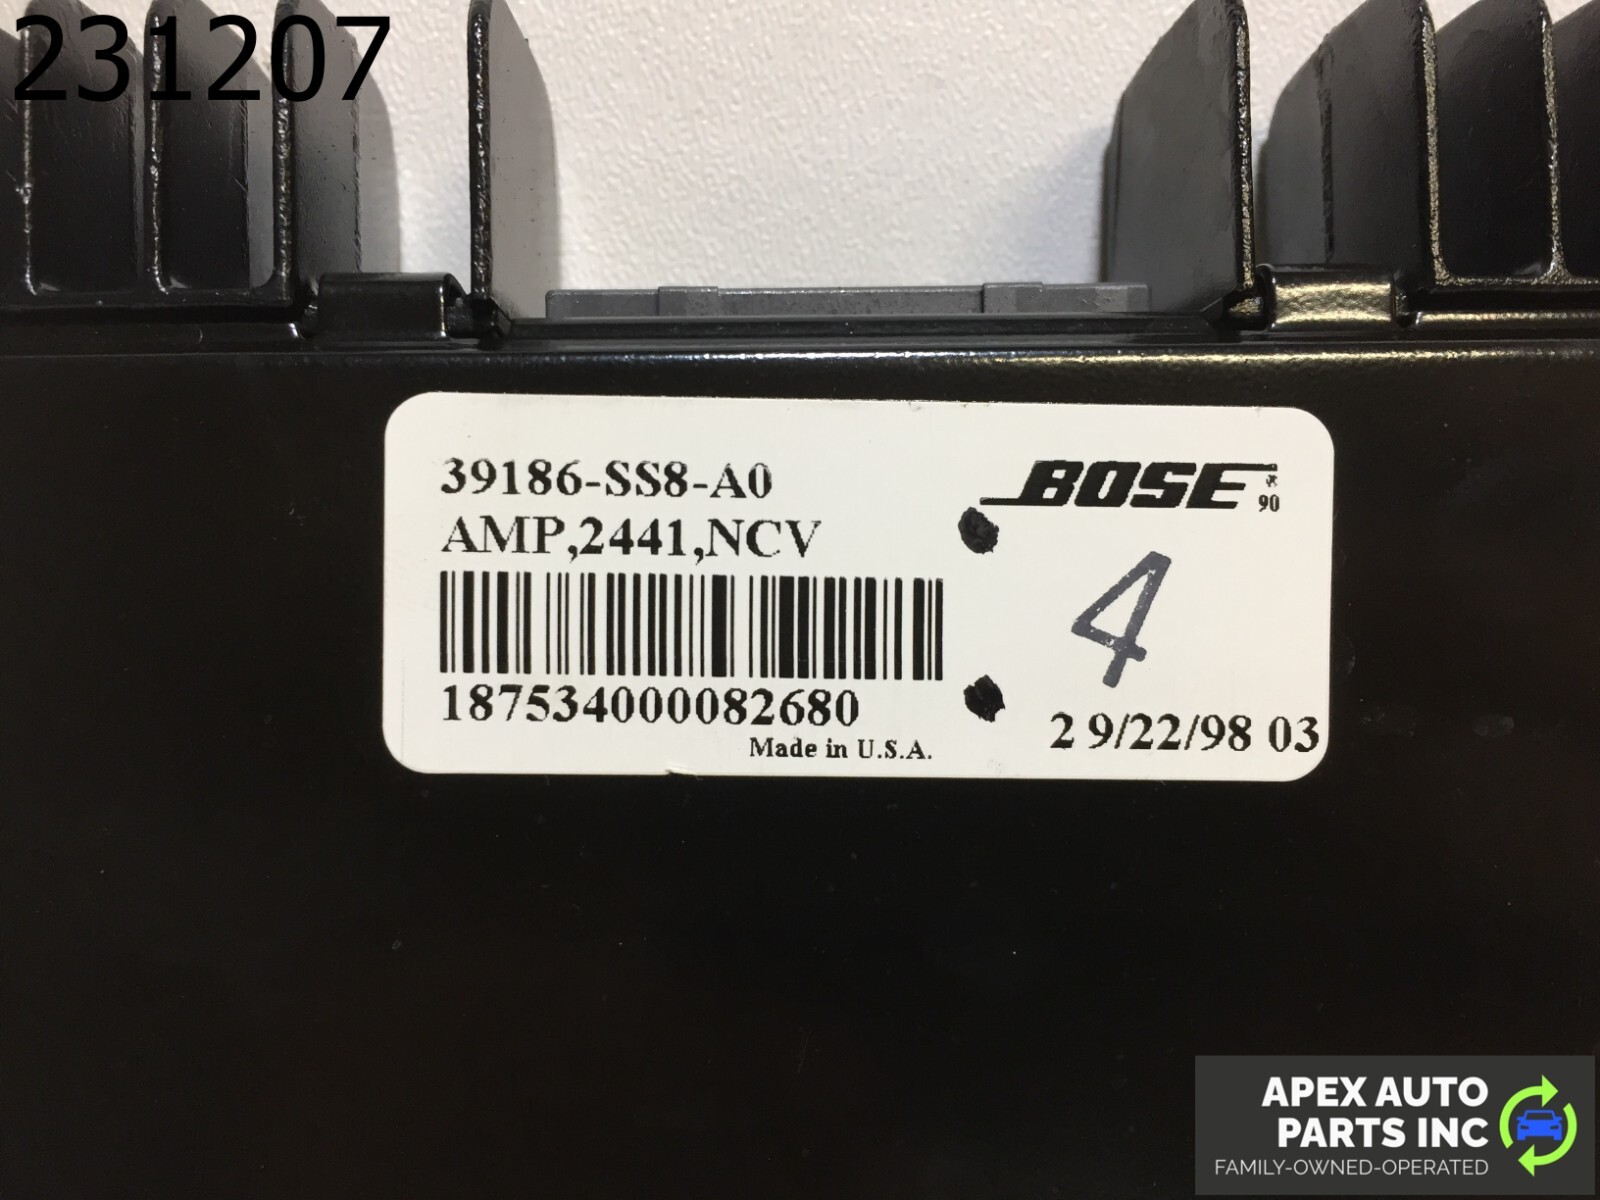 231207
39186-SS8-A0
AMP,2441,NCV
187534000082680
Made in U.S.A.
BOSE®
90
4
2 9/22/98 03
APEX AUTO
PARTS INC
FAMILY-OWNED-OPERATED